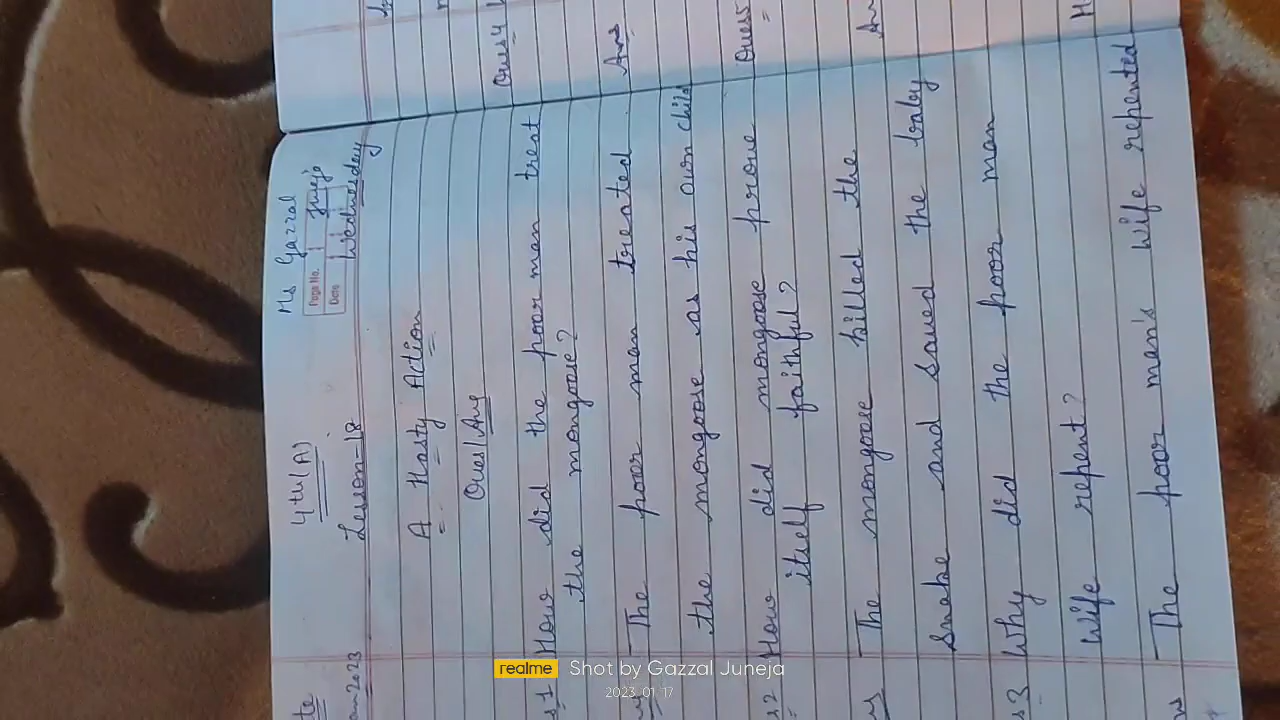 4th(A)
Ms Gazzal
Page No.
Juneja
Date
Wednesday
Lesson-18
A Hasty Action
Ques/Ans
How did the poor man treat
the mongoose?
The poor man treated
the mongoose as his own child
How did mongoose prove
itself faithful?
The mongoose killed the
snake and saved the baby
Why did the poor man
Wife repent?
The poor man's wife repented
Ques4
Ans
Ques5
realme Shot by Gazzal Juneja
2023.01.17